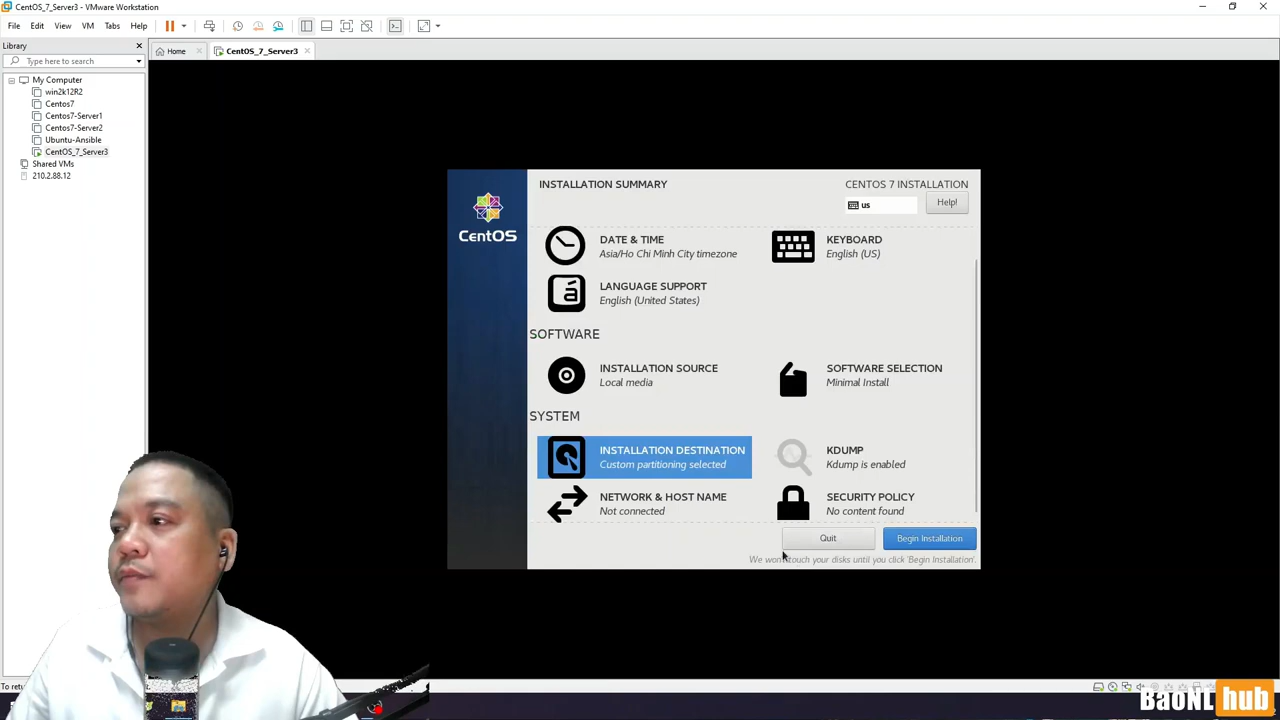 CentOS_7_Server3 - VMware Workstation
File Edit View VM Tabs Help
Library
Type here to search
My Computer
win2k12R2
Centos7
Centos7-Server1
Centos7-Server2
Ubuntu-Ansible
CentOS_7_Server3
Shared VMs
210.2.88.12
Home
CentOS_7_Server3
CentOS
INSTALLATION SUMMARY
CENTOS 7 INSTALLATION
us
Help!
DATE & TIME
Asia/Ho Chi Minh City timezone
KEYBOARD
English (US)
LANGUAGE SUPPORT
English (United States)
SOFTWARE
INSTALLATION SOURCE
Local media
SOFTWARE SELECTION
Minimal Install
SYSTEM
INSTALLATION DESTINATION
Custom partitioning selected
KDUMP
Kdump is enabled
NETWORK & HOST NAME
Not connected
SECURITY POLICY
No content found
Quit
Begin Installation
We won't touch your disks until you click 'Begin Installation'.
To
BaONL hub